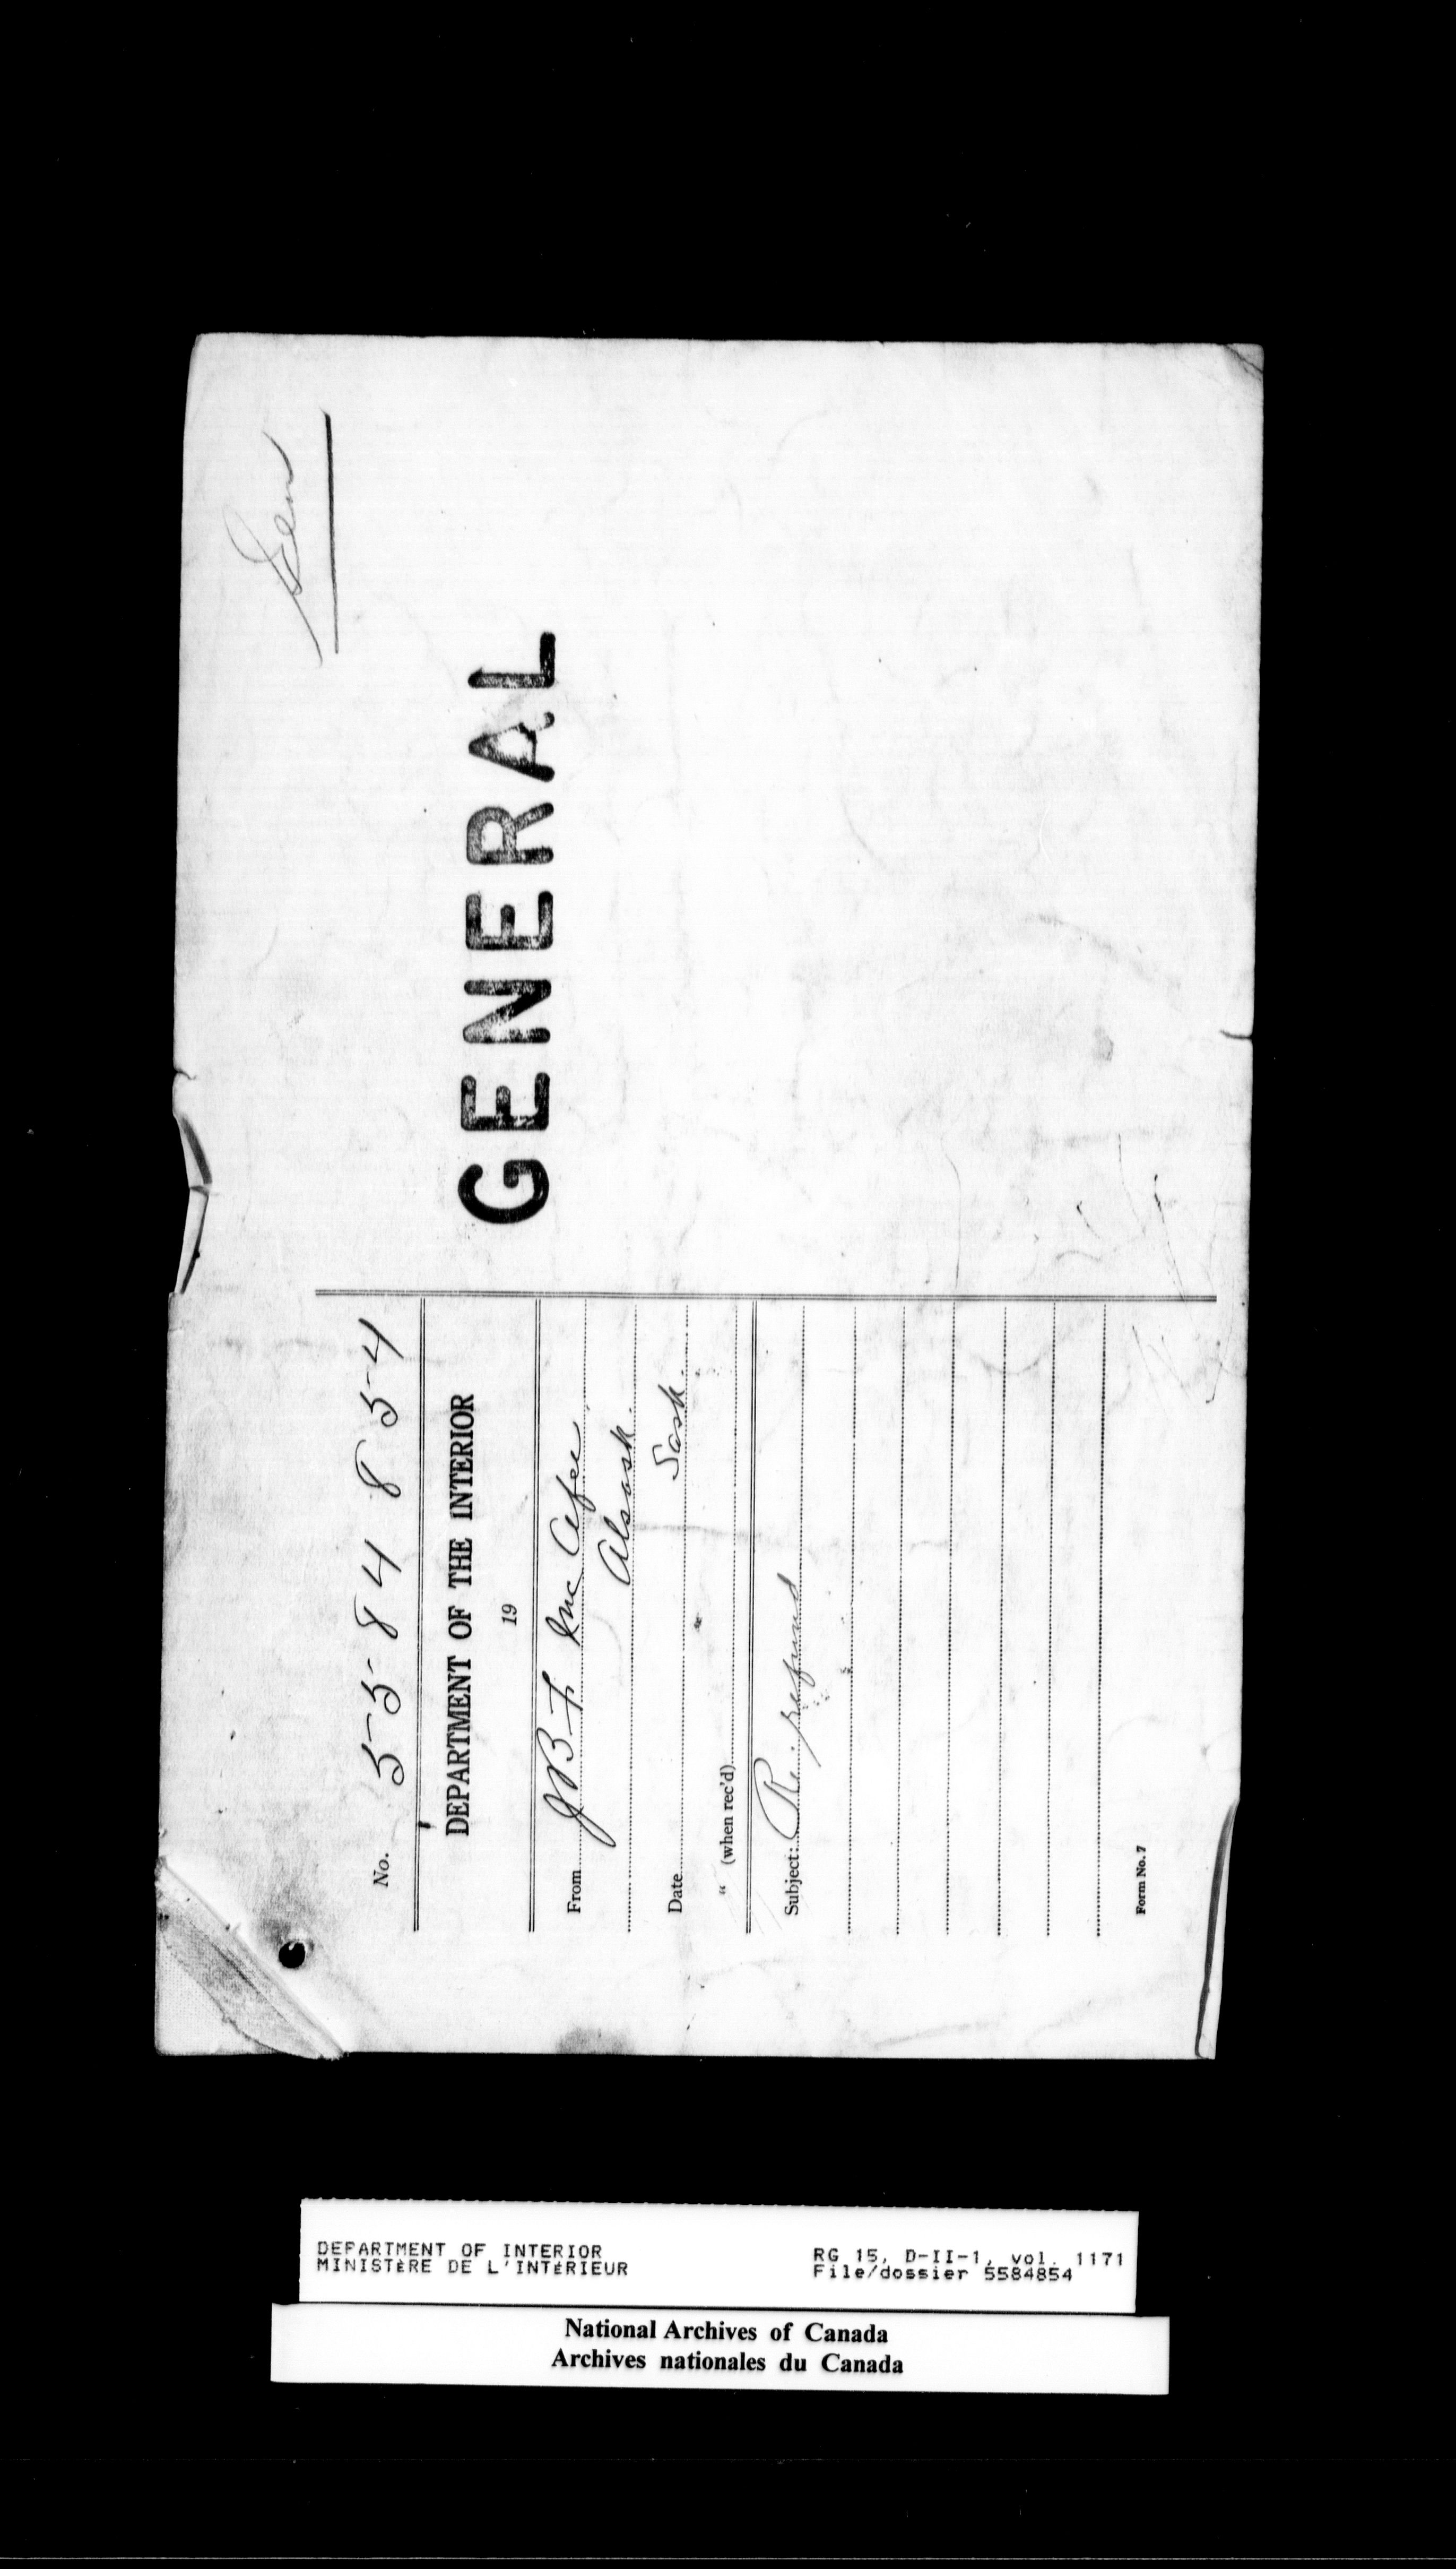 Gen
GENERAL
No. 5584854
DEPARTMENT OF THE INTERIOR
19
From J B F McAfee
Alsask.
Date Sask.
" (when rec'd)
Subject: Re: refund
Form No. 7
DEPARTMENT OF INTERIOR
MINISTÈRE DE L'INTÉRIEUR
RG 15, D-II-1, vol. 1171
File/dossier 5584854
National Archives of Canada
Archives nationales du Canada